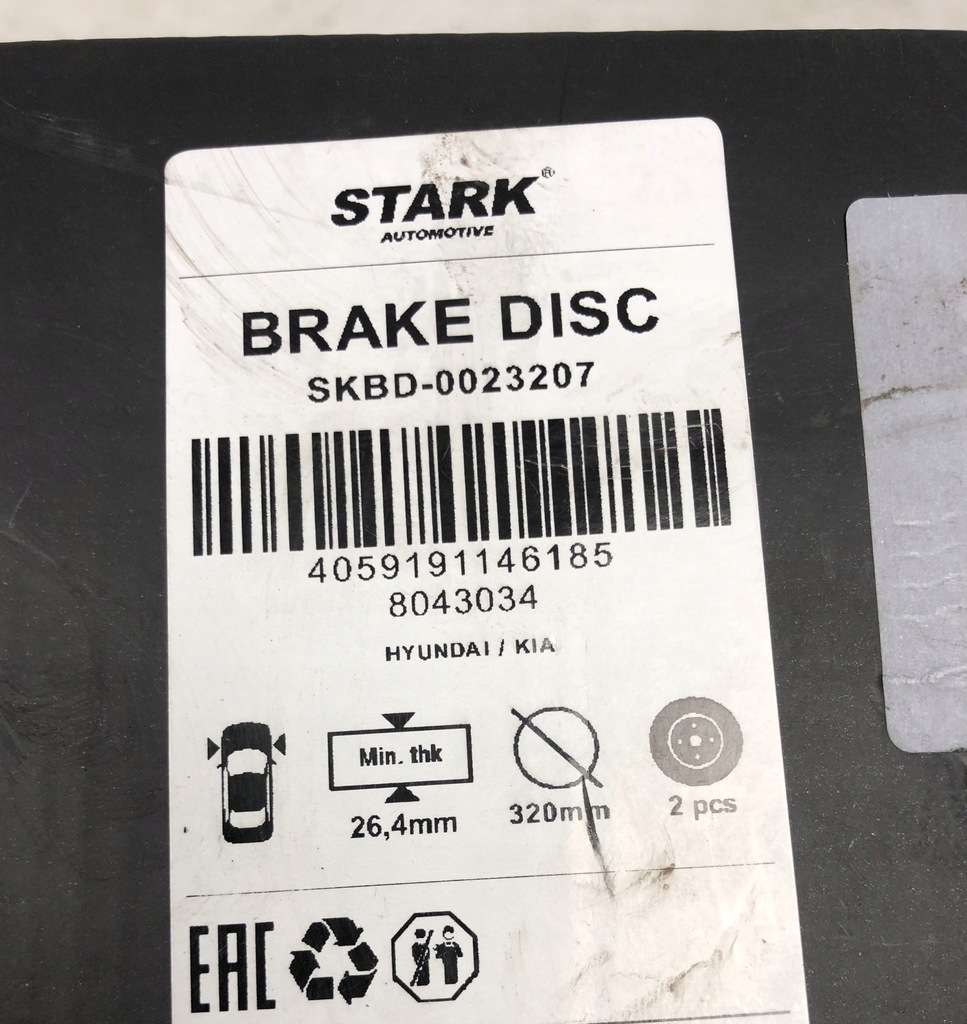 STARK®
AUTOMOTIVE
BRAKE DISC
SKBD-0023207
4059191146185
8043034
HYUNDAI / KIA
Min. thk
26,4mm
320mm
2 pcs
EAC